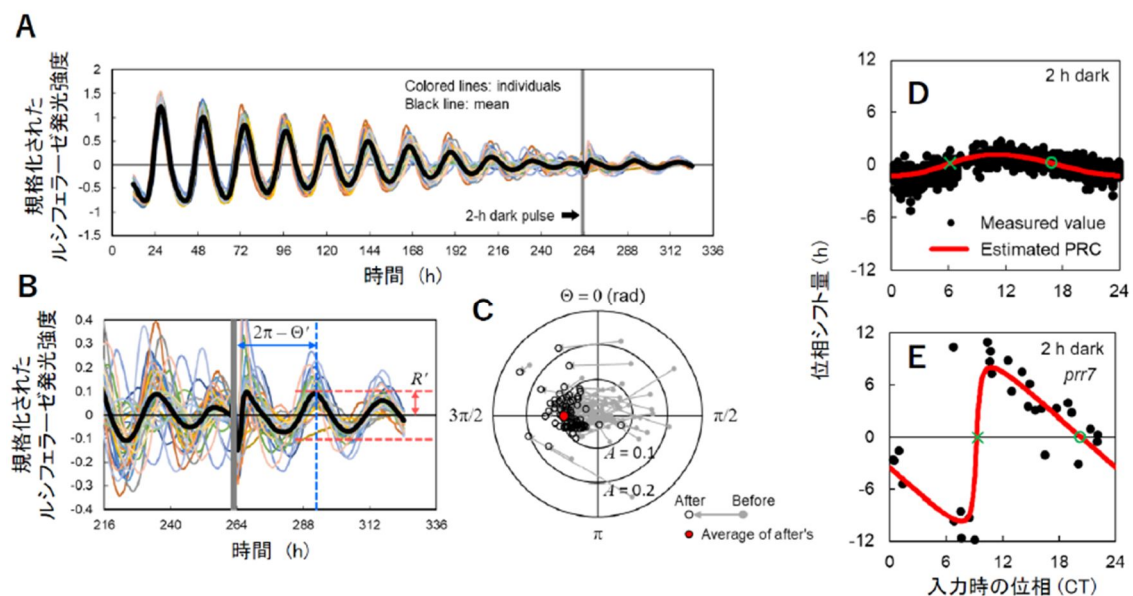 A
規格化された
ルシフェラーゼ発光強度
2
1.5
1
0.5
0
-0.5
-1
-1.5
Colored lines: individuals
Black line: mean
2-h dark pulse
0 24 48 72 96 120 144 168 192 216 240 264 288 312 336
時間 (h)
B
規格化された
ルシフェラーゼ発光強度
0.4
0.3
0.2
0.1
0
-0.1
-0.2
-0.3
-0.4
2π − Θ′
R′
216 240 264 288 312 336
時間 (h)
C
Θ = 0 (rad)
3π/2
π/2
A = 0.1
A = 0.2
π
After Before
Average of after's
位相シフト量 (h)
D
2 h dark
12
6
0
-6
-12
Measured value
Estimated PRC
0 6 12 18 24
E
2 h dark
prr7
12
6
0
-6
-12
0 6 12 18 24
入力時の位相 (CT)